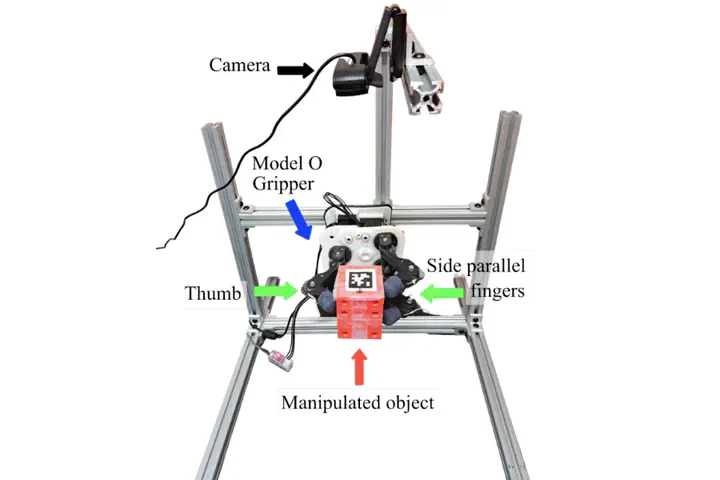 Camera
Model O
Gripper
Side parallel
fingers
Thumb
Manipulated object